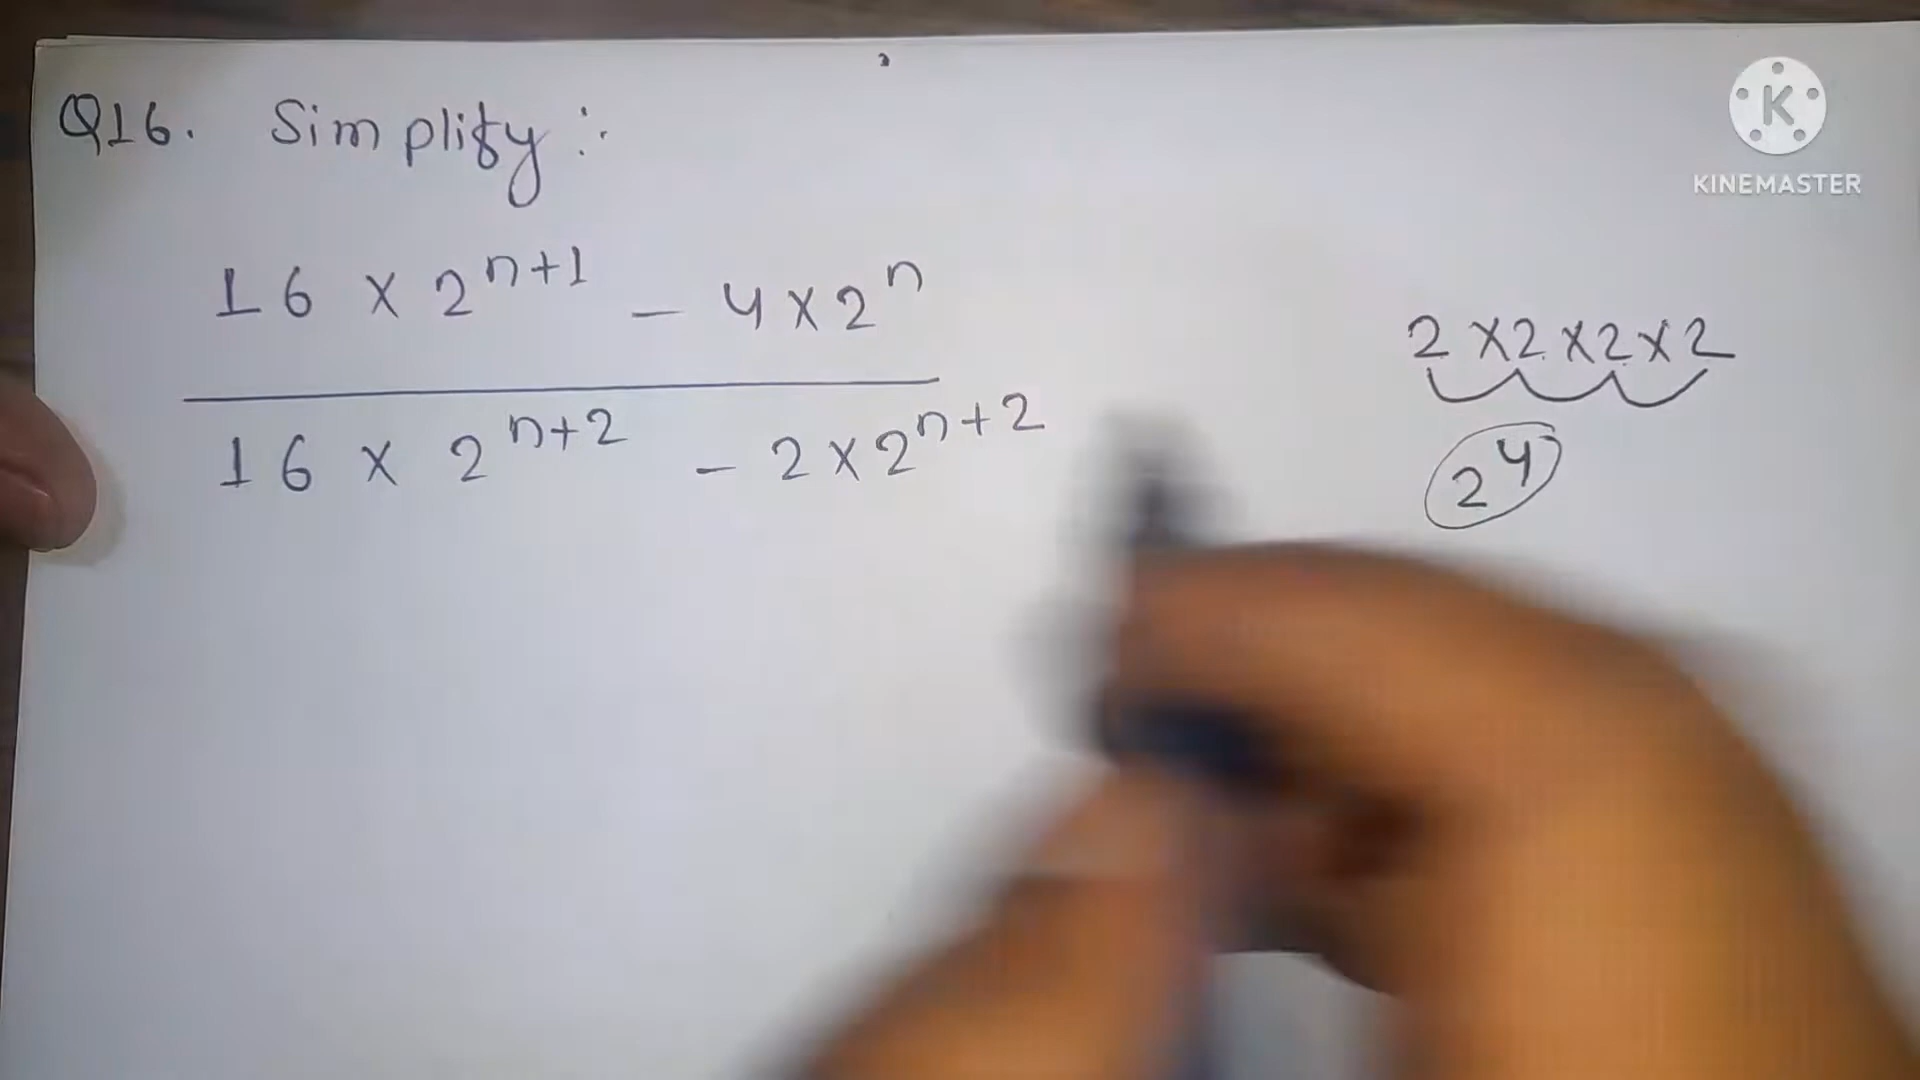 Q16. Simplify :
16 × 2^{n+1} - 4 × 2^n
16 × 2^{n+2} - 2 × 2^{n+2}
2 × 2 × 2 × 2
2^4
K
KINEMASTER